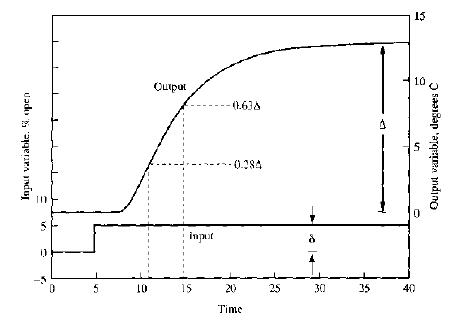 15
Input variable, % open
Output
10
0.63Δ
Δ
Output variable, degrees C
5
0.28Δ
10
0
5
input
δ
0
-5
0 5 10 15 20 25 30 35 40
Time